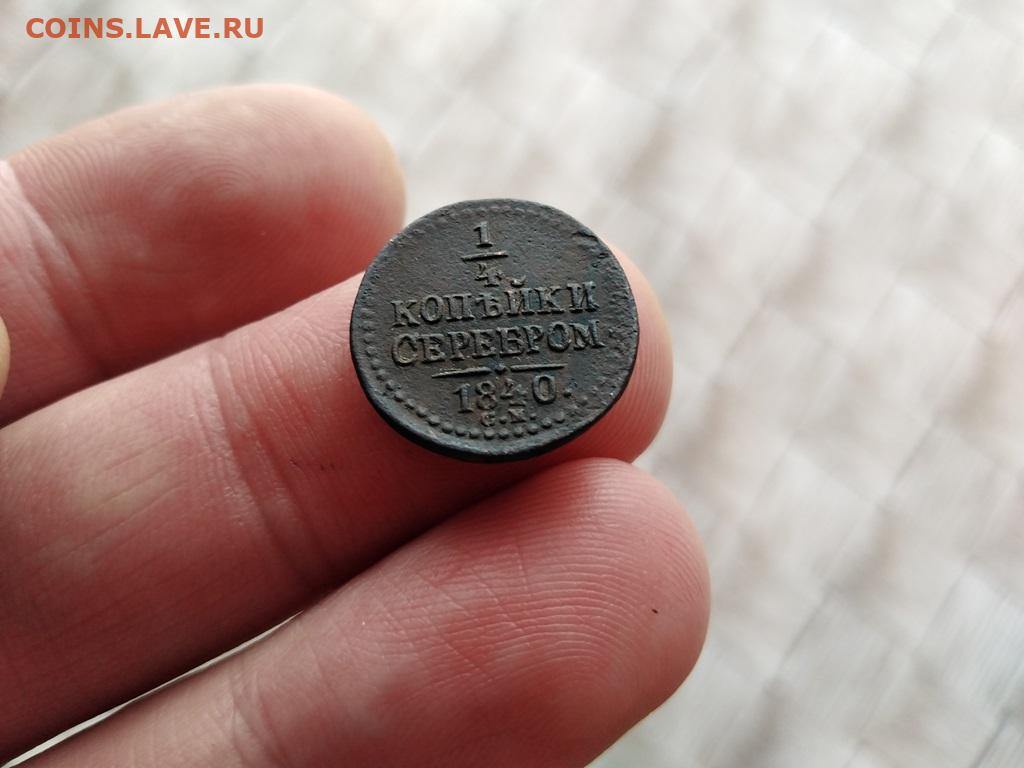 COINS.LAVE.RU
1
4.
КОПѢЙКИ
СЕРЕБРОМ
1840.
С.М.